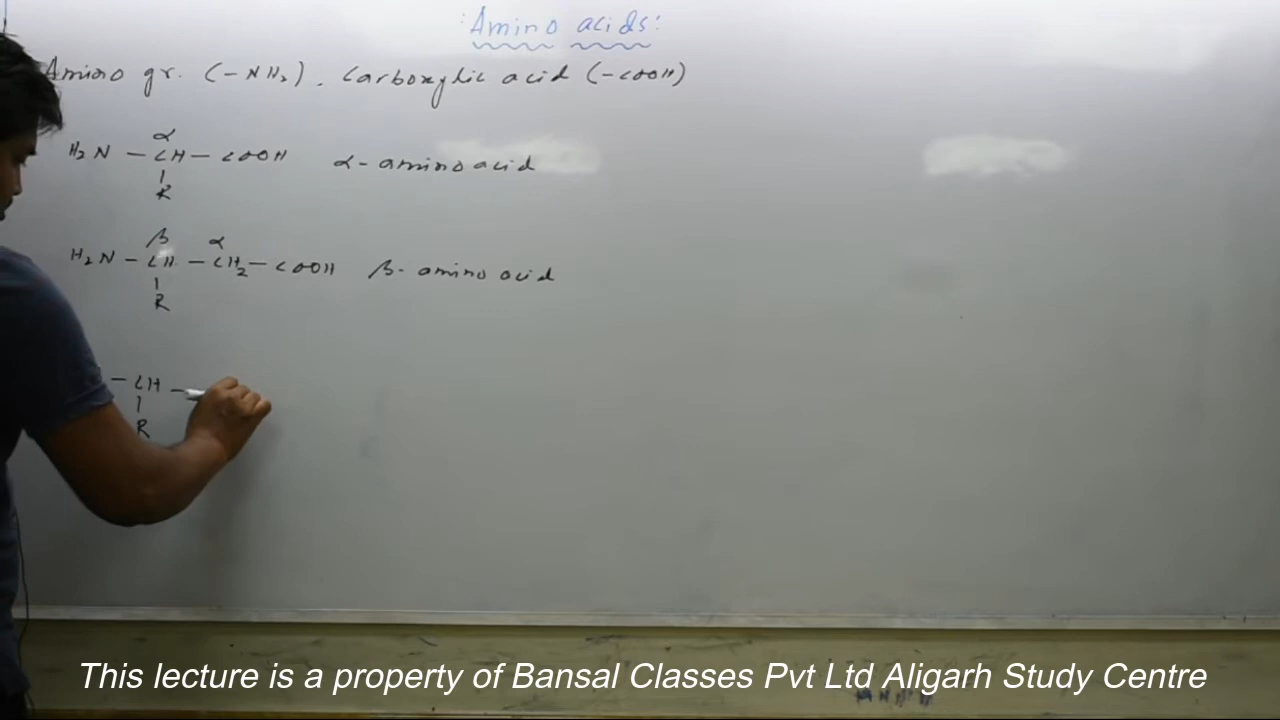 Amino acids:
Amino gr. (-NH2). Carboxylic acid (-COOH)
α
H2N - CH - COOH α- amino acid
|
R
β α
H2N - CH - CH2 - COOH β- amino acid
|
R
- CH -
|
R
This lecture is a property of Bansal Classes Pvt Ltd Aligarh Study Centre